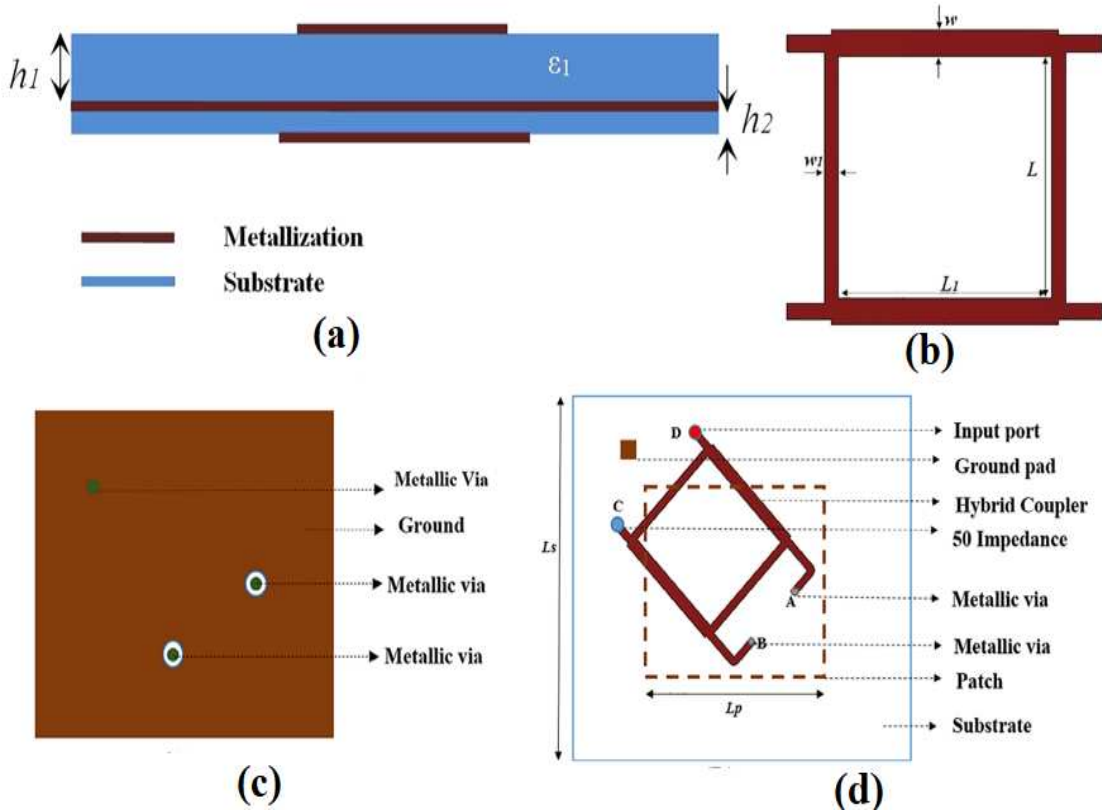 h1
ε1
h2
Metallization
Substrate
(a)
w
w1
L
L1
(b)
Metallic Via
Ground
Metallic via
Metallic via
(c)
D
C
Ls
A
B
Lp
Input port
Ground pad
Hybrid Coupler
50 Impedance
Metallic via
Metallic via
Patch
Substrate
(d)